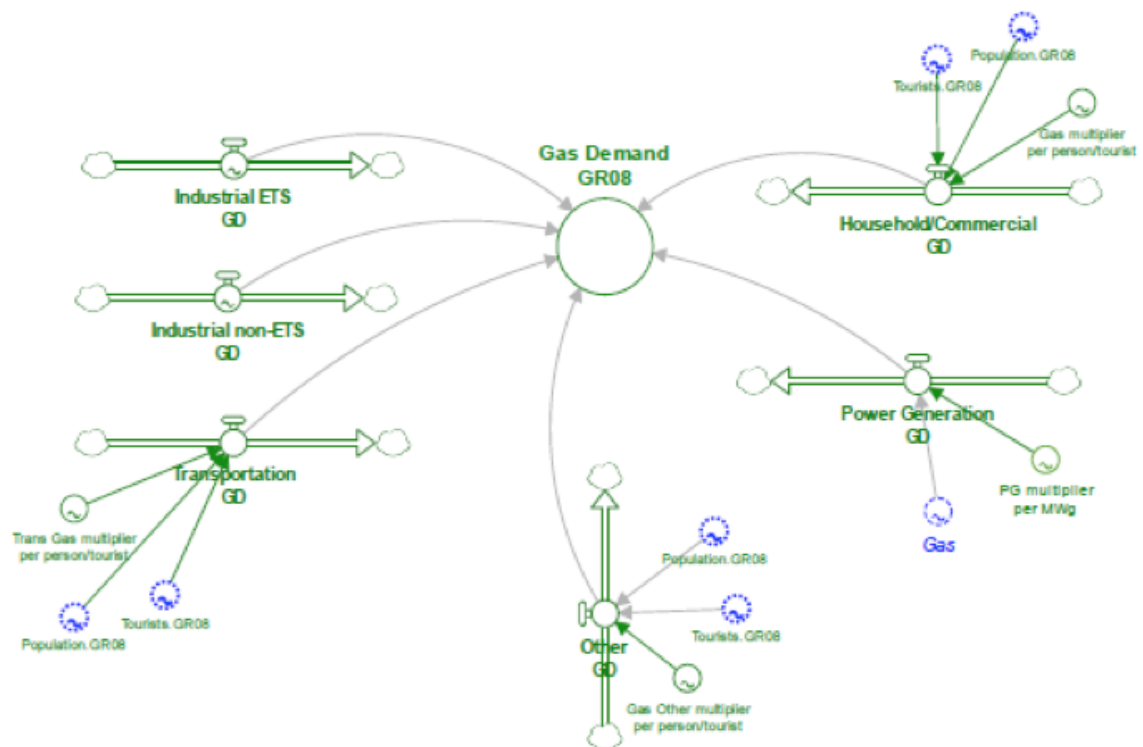 Population.GR08
Tourists.GR08
Gas multiplier
per person/tourist
Gas Demand
GR08
Industrial ETS
GD
Household/Commercial
GD
Industrial non-ETS
GD
Power Generation
GD
Transportation
GD
PG multiplier
per MWg
Gas
Trans Gas multiplier
per person/tourist
Population.GR08
Tourists.GR08
Population.GR08
Tourists.GR08
Other
GD
Gas Other multiplier
per person/tourist